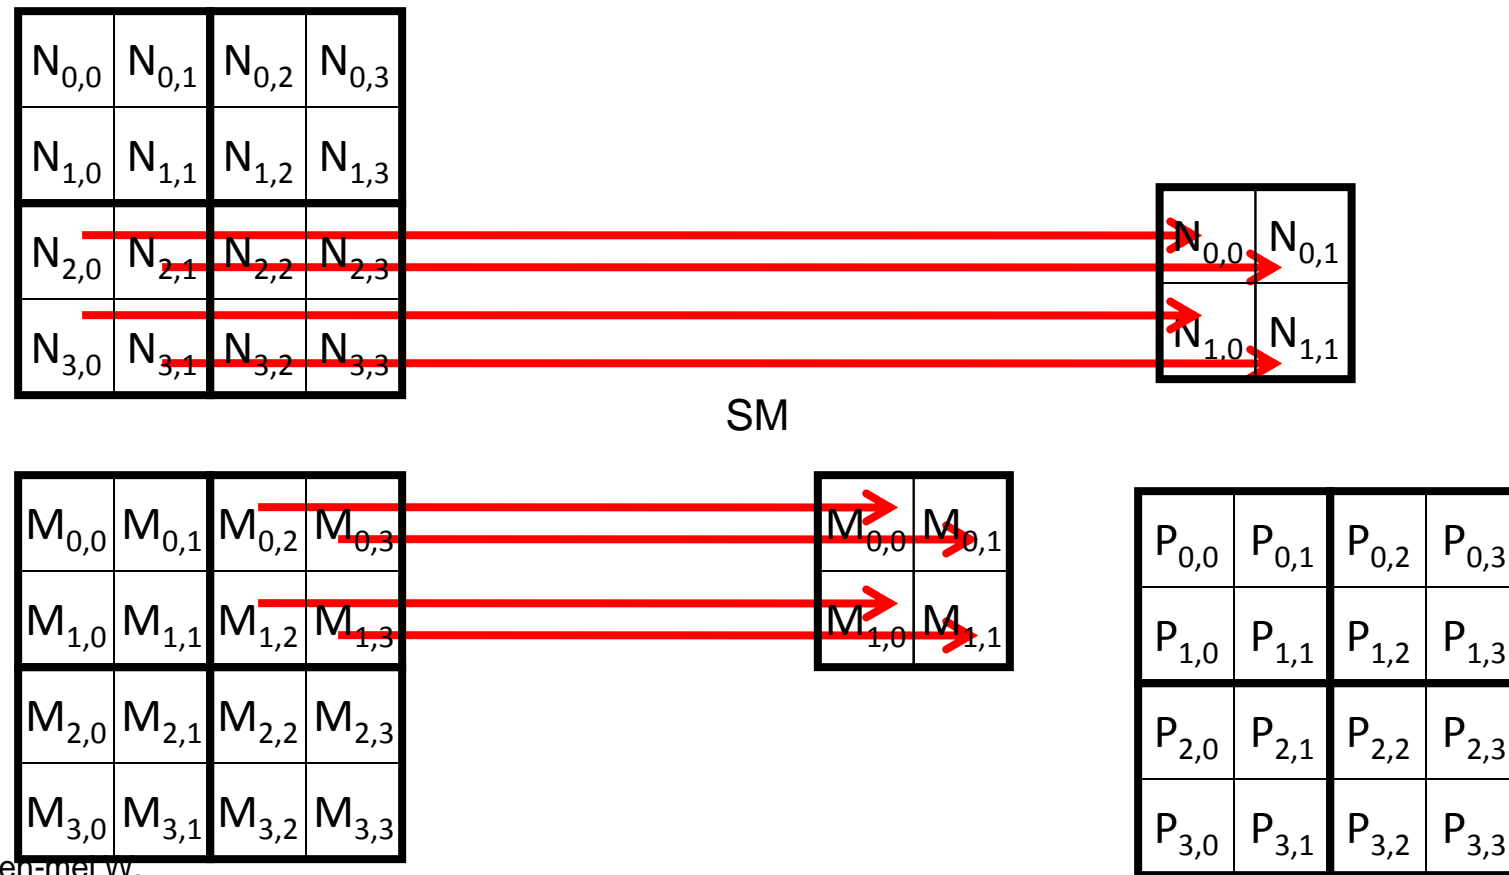 N0,0 N0,1 N0,2 N0,3
N1,0 N1,1 N1,2 N1,3
N2,0 N2,1 N2,2 N2,3
N3,0 N3,1 N3,2 N3,3
N0,0 N0,1
N1,0 N1,1
SM
M0,0 M0,1 M0,2 M0,3
M1,0 M1,1 M1,2 M1,3
M2,0 M2,1 M2,2 M2,3
M3,0 M3,1 M3,2 M3,3
M0,0 M0,1
M1,0 M1,1
P0,0 P0,1 P0,2 P0,3
P1,0 P1,1 P1,2 P1,3
P2,0 P2,1 P2,2 P2,3
P3,0 P3,1 P3,2 P3,3
en-mei W.